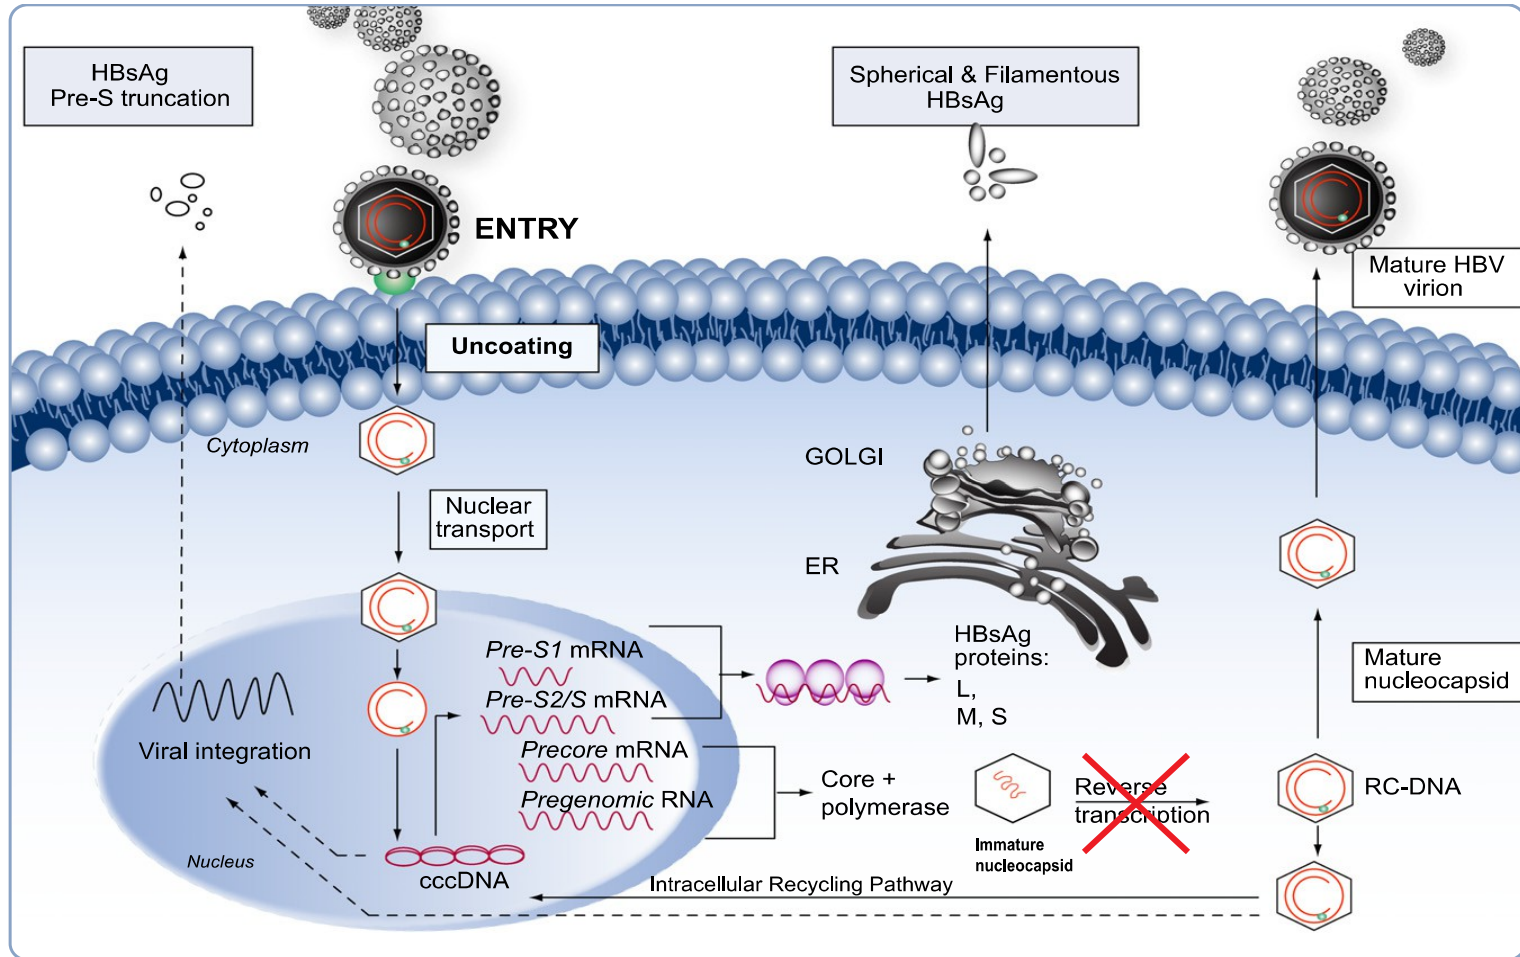 HBsAg
Pre-S truncation
Spherical & Filamentous
HBsAg
ENTRY
Mature HBV
virion
Uncoating
Cytoplasm
GOLGI
Nuclear
transport
ER
HBsAg
proteins:
L,
M, S
Pre-S1 mRNA
Pre-S2/S mRNA
Mature
nucleocapsid
Viral integration
Precore mRNA
Pregenomic RNA
Core +
polymerase
Reverse
transcription
RC-DNA
Immature
nucleocapsid
Nucleus
cccDNA
Intracellular Recycling Pathway